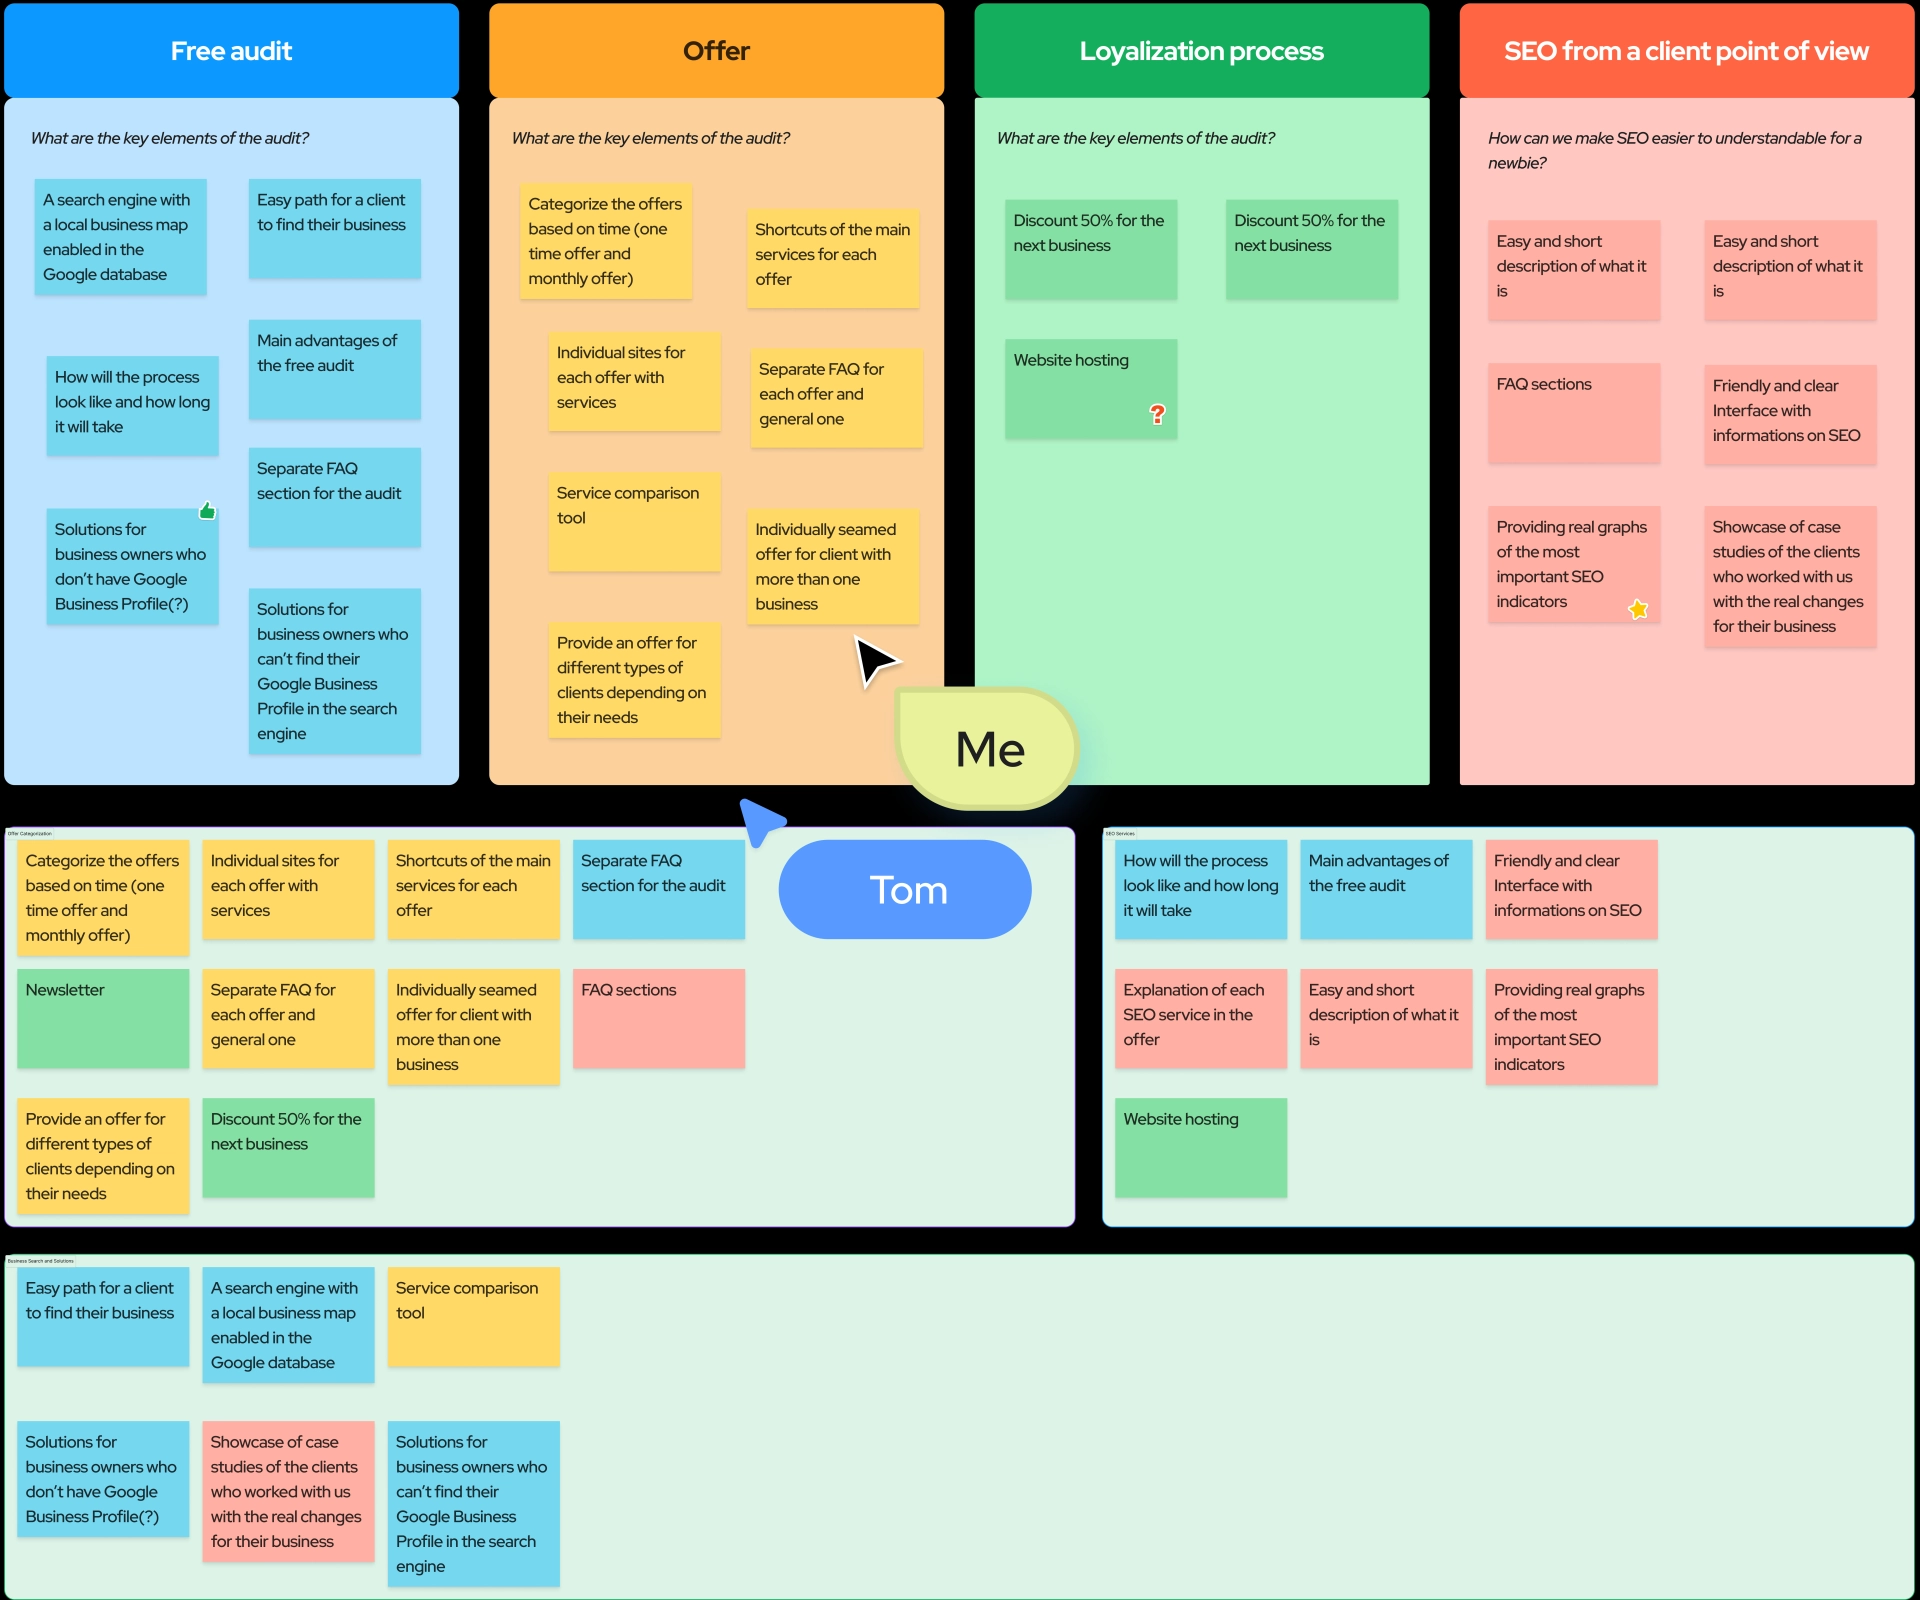 Free audit
What are the key elements of the audit?
A search engine with
a local business map
enabled in the
Google database
Easy path for a client
to find their business
How will the process
look like and how long
it will take
Main advantages of
the free audit
Separate FAQ
section for the audit
Solutions for
business owners who
don't have Google
Business Profile(?)
Solutions for
business owners who
can't find their
Google Business
Profile in the search
engine
Offer
What are the key elements of the audit?
Categorize the offers
based on time (one
time offer and
monthly offer)
Shortcuts of the main
services for each
offer
Individual sites for
each offer with
services
Separate FAQ for
each offer and
general one
Service comparison
tool
Individually seamed
offer for client with
more than one
business
Provide an offer for
different types of
clients depending on
their needs
Loyalization process
What are the key elements of the audit?
Discount 50% for the
next business
Discount 50% for the
next business
Website hosting
?
SEO from a client point of view
How can we make SEO easier to understandable for a
newbie?
Easy and short
description of what it
is
Easy and short
description of what it
is
FAQ sections
Friendly and clear
Interface with
informations on SEO
Providing real graphs
of the most
important SEO
indicators
Showcase of case
studies of the clients
who worked with us
with the real changes
for their business
Me
Tom
Offer Categorization
Categorize the offers
based on time (one
time offer and
monthly offer)
Individual sites for
each offer with
services
Shortcuts of the main
services for each
offer
Separate FAQ
section for the audit
Newsletter
Separate FAQ for
each offer and
general one
Individually seamed
offer for client with
more than one
business
FAQ sections
Provide an offer for
different types of
clients depending on
their needs
Discount 50% for the
next business
SEO Services
How will the process
look like and how long
it will take
Main advantages of
the free audit
Friendly and clear
Interface with
informations on SEO
Explanation of each
SEO service in the
offer
Easy and short
description of what it
is
Providing real graphs
of the most
important SEO
indicators
Website hosting
Business Search and Solutions
Easy path for a client
to find their business
A search engine with
a local business map
enabled in the
Google database
Service comparison
tool
Solutions for
business owners who
don't have Google
Business Profile(?)
Showcase of case
studies of the clients
who worked with us
with the real changes
for their business
Solutions for
business owners who
can't find their
Google Business
Profile in the search
engine